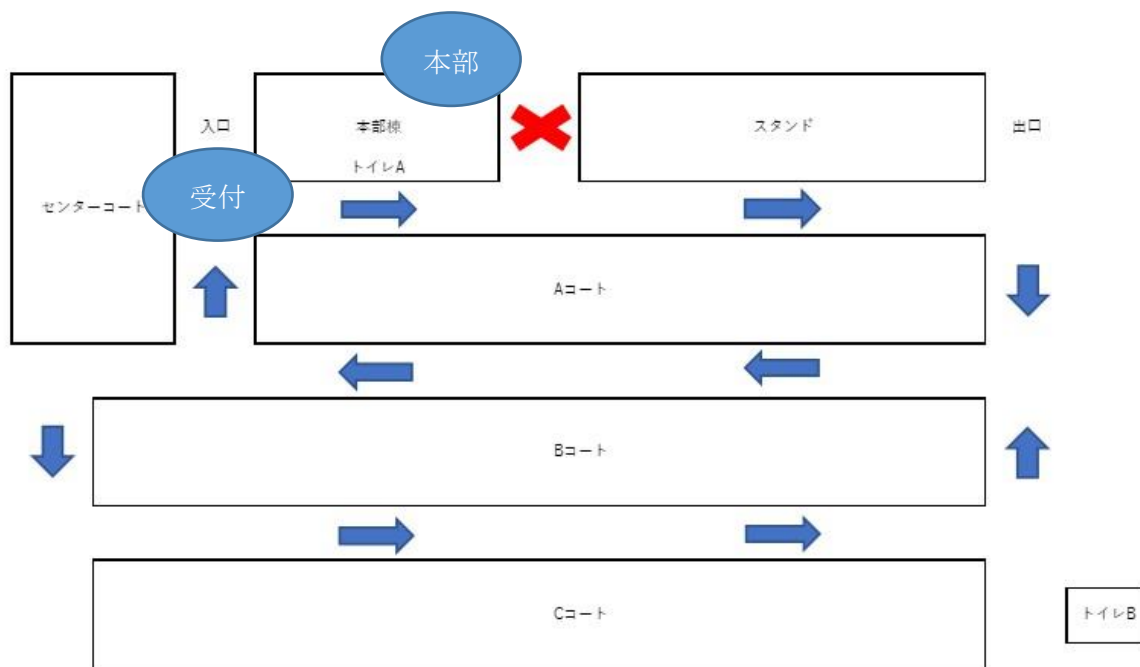 本部
入口
本部棟
スタンド
出口
トイレA
受付
センターコート
Aコート
Bコート
Cコート
トイレB